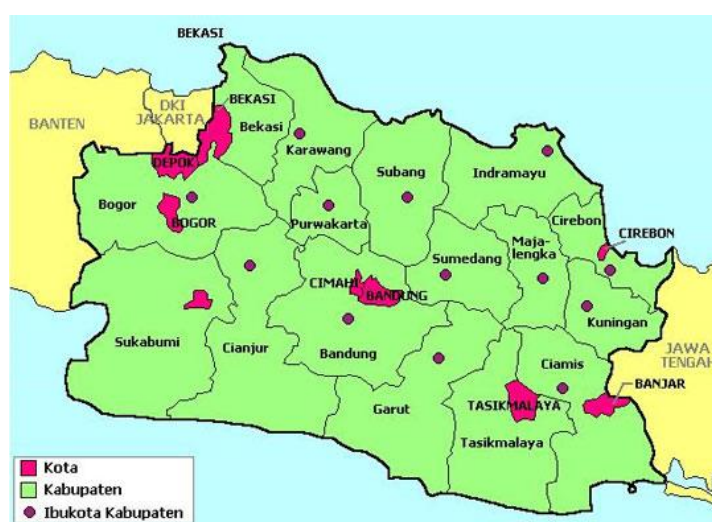 BEKASI
DKI
JAKARTA
BANTEN
BEKASI
Bekasi
Karawang
DEPOK
Subang
Indramayu
Bogor
BOGOR
Purwakarta
Cirebon
CIREBON
Maja-
lengka
Sumedang
CIMAHI
BANDUNG
Kuningan
Sukabumi
Cianjur
Bandung
Ciamis
JAWA
TENGAH
BANJAR
Garut
TASIKMALAYA
Tasikmalaya
Kota
Kabupaten
Ibukota Kabupaten